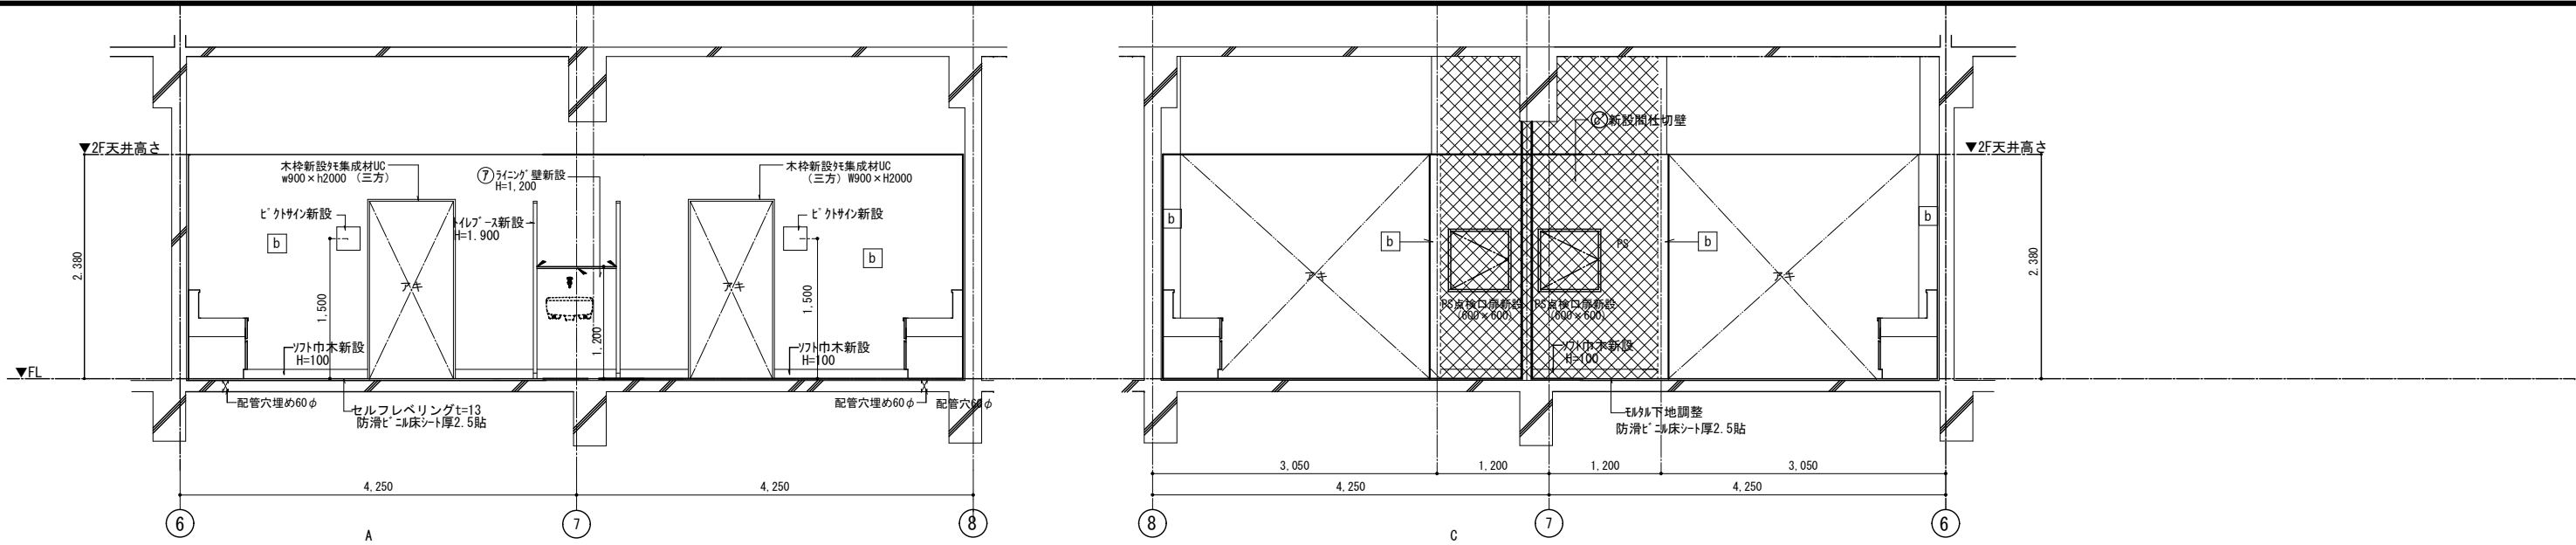 ▼2F天井高さ
木枠新設ﾀﾓ集成材UC
w900×h2000 (三方)
㋐ ﾗｲﾆﾝｸﾞ壁新設
H=1,200
木枠新設ﾀﾓ集成材UC
(三方) W900×H2000
ﾋﾟｸﾄｻｲﾝ新設
ﾄｲﾚﾌﾞｰｽ新設
H=1.900
ﾋﾟｸﾄｻｲﾝ新設
b
b
2,380
アキ
アキ
1,500
1,500
1,200
ｿﾌﾄ巾木新設
H=100
ｿﾌﾄ巾木新設
H=100
▼FL
配管穴埋め60φ
セルフレベリングt=13
防滑ﾋﾞﾆﾙ床ｼｰﾄ厚2.5貼
配管穴埋め60φ
配管穴60φ
4,250
4,250
6
7
8
A
新設間仕切壁
▼2F天井高さ
b
b
b
b
PS
2,380
アキ
アキ
PS点検口扉新設
(600×600)
PS点検口扉新設
(600×600)
ｿﾌﾄ巾木新設
H=100
ﾓﾙﾀﾙ下地調整
防滑ﾋﾞﾆﾙ床ｼｰﾄ厚2.5貼
3,050
1,200
1,200
3,050
4,250
4,250
8
7
6
C